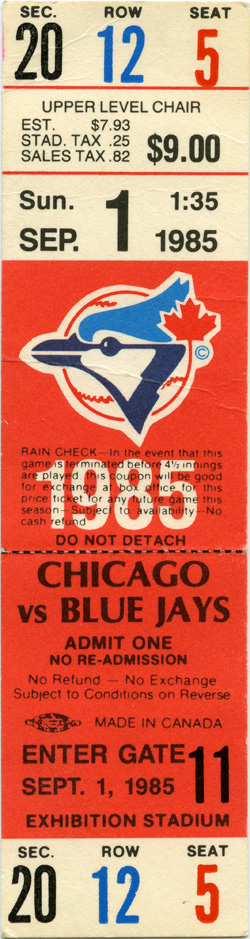 SEC. ROW SEAT
20 12 5
UPPER LEVEL CHAIR
EST. $7.93
STAD. TAX .25
SALES TAX .82 $9.00
Sun. 1 1:35
SEP. 1985
©
1985
RAIN CHECK—In the event that this
game is terminated before 4½ innings
are played, this coupon will be good
for exchange at box office for this
price ticket for any future game this
season—Subject to availability—No
cash refund
DO NOT DETACH
CHICAGO
vs BLUE JAYS
ADMIT ONE
NO RE-ADMISSION
No Refund — No Exchange
Subject to Conditions on Reverse
MADE IN CANADA
ENTER GATE 11
SEPT. 1, 1985
EXHIBITION STADIUM
SEC. ROW SEAT
20 12 5